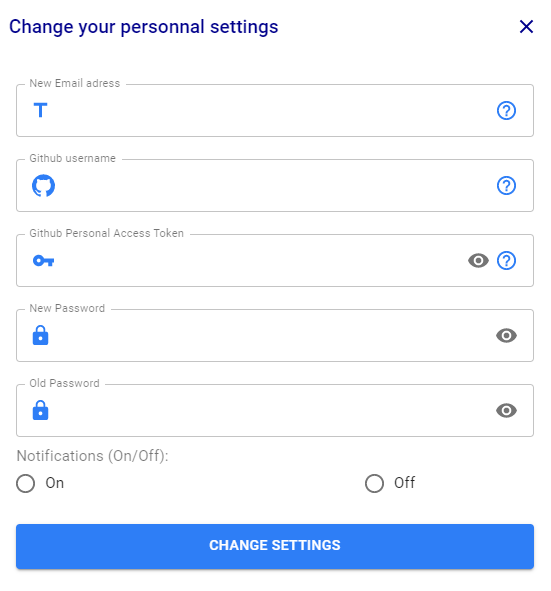 Change your personnal settings
New Email adress
Github username
Github Personal Access Token
New Password
Old Password
Notifications (On/Off):
On
Off
CHANGE SETTINGS